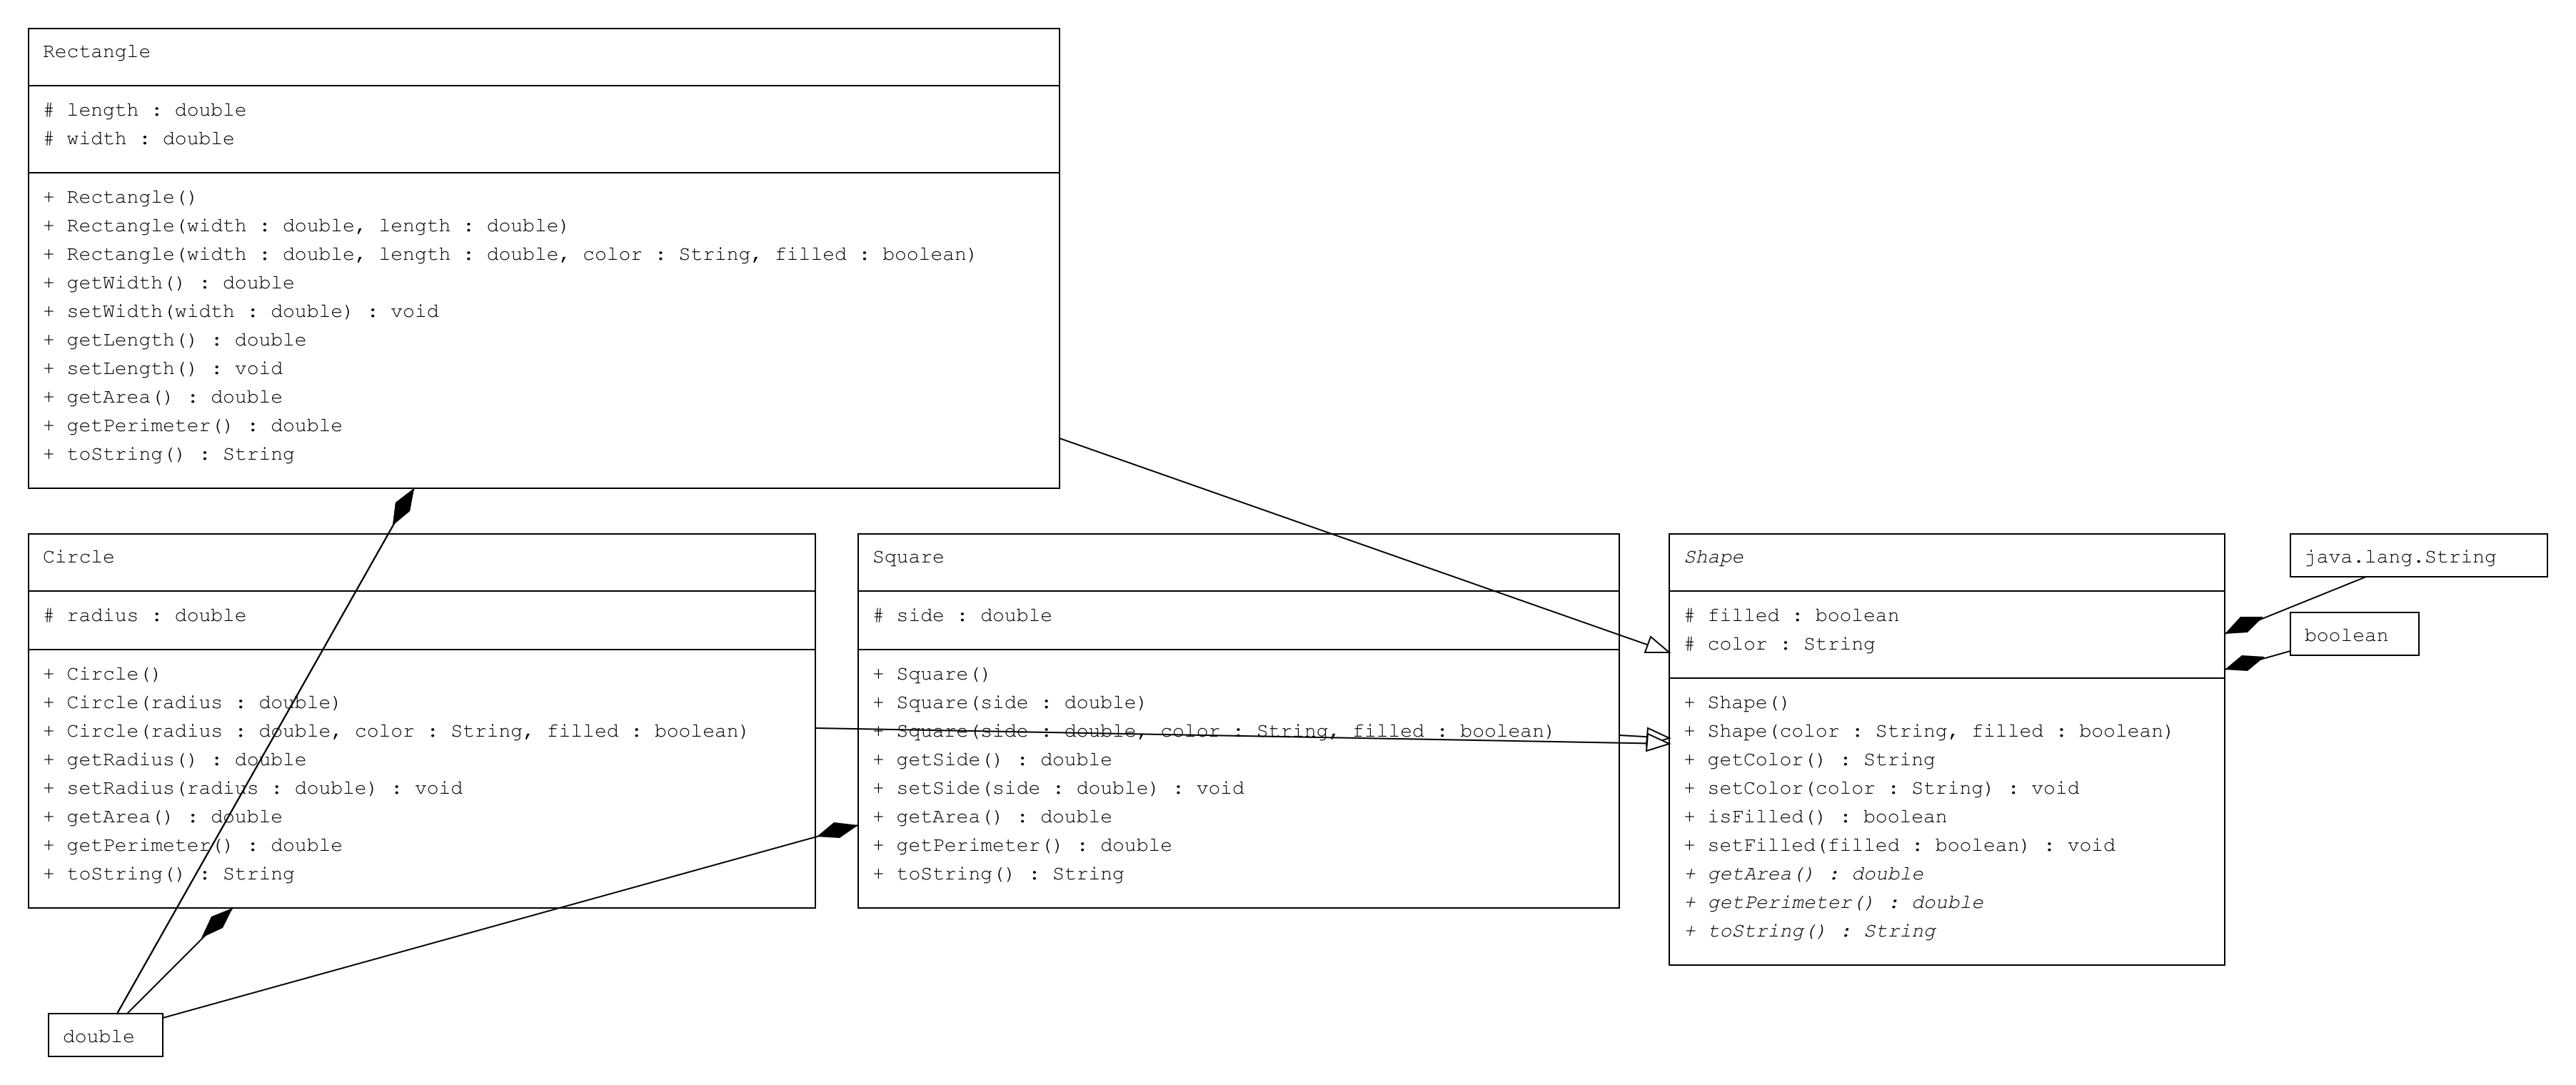 Rectangle
# length : double
# width : double
+ Rectangle()
+ Rectangle(width : double, length : double)
+ Rectangle(width : double, length : double, color : String, filled : boolean)
+ getWidth() : double
+ setWidth(width : double) : void
+ getLength() : double
+ setLength() : void
+ getArea() : double
+ getPerimeter() : double
+ toString() : String
Circle
# radius : double
+ Circle()
+ Circle(radius : double)
+ Circle(radius : double, color : String, filled : boolean)
+ getRadius() : double
+ setRadius(radius : double) : void
+ getArea() : double
+ getPerimeter() : double
+ toString() : String
Square
# side : double
+ Square()
+ Square(side : double)
+ Square(side : double, color : String, filled : boolean)
+ getSide() : double
+ setSide(side : double) : void
+ getArea() : double
+ getPerimeter() : double
+ toString() : String
Shape
# filled : boolean
# color : String
+ Shape()
+ Shape(color : String, filled : boolean)
+ getColor() : String
+ setColor(color : String) : void
+ isFilled() : boolean
+ setFilled(filled : boolean) : void
+ getArea() : double
+ getPerimeter() : double
+ toString() : String
java.lang.String
boolean
double